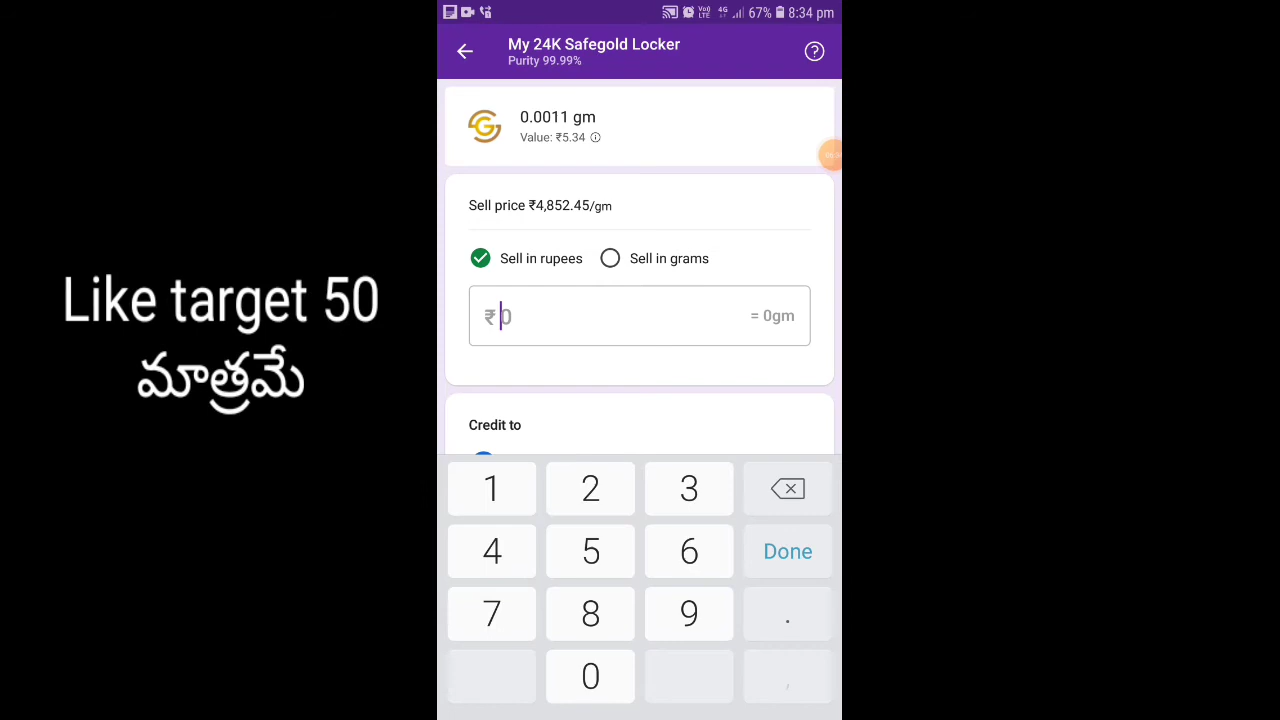 67% 8:34 pm
My 24K Safegold Locker
Purity 99.99%
0.0011 gm
Value: ₹5.34
Sell price ₹4,852.45/gm
Sell in rupees Sell in grams
₹ 0 = 0gm
Credit to
Like target 50
మాత్రమే
1 2 3
4 5 6 Done
7 8 9 .
0 ,